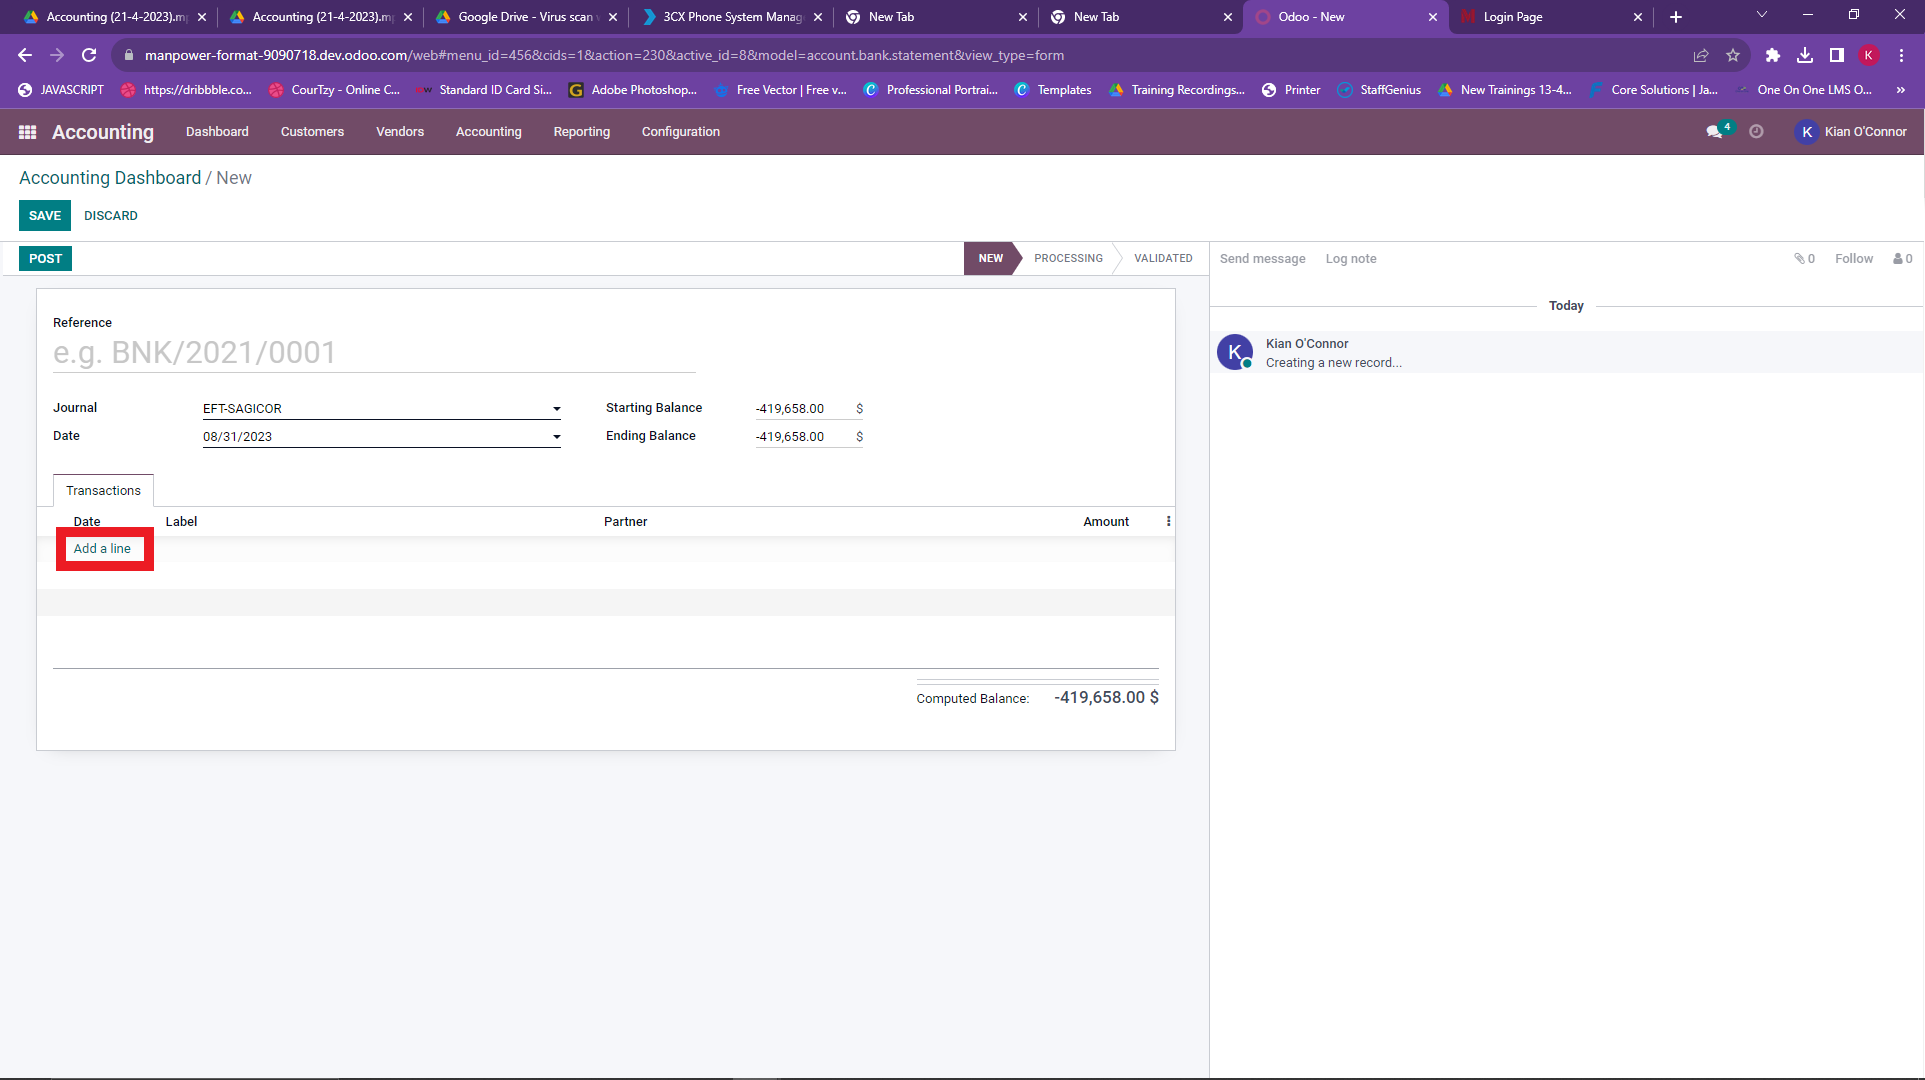 Accounting (21-4-2023).m
Accounting (21-4-2023).m
Google Drive - Virus scan
3CX Phone System Manag
New Tab
New Tab
Odoo - New
Login Page
manpower-format-9090718.dev.odoo.com/web#menu_id=456&cids=1&action=230&active_id=8&model=account.bank.statement&view_type=form
K
JAVASCRIPT
https://dribbble.co...
CourTzy - Online C...
Standard ID Card Si...
Adobe Photoshop...
Free Vector | Free v...
Professional Portrai...
Templates
Training Recordings...
Printer
StaffGenius
New Trainings 13-4...
Core Solutions | Ja...
One On One LMS O...
»
Accounting
Dashboard
Customers
Vendors
Accounting
Reporting
Configuration
4
K
Kian O'Connor
Accounting Dashboard / New
SAVE
DISCARD
POST
NEW
PROCESSING
VALIDATED
Send message
Log note
0
Follow
0
Today
K
Kian O'Connor
Creating a new record...
Reference
e.g. BNK/2021/0001
Journal
EFT-SAGICOR
Starting Balance
-419,658.00 $
Date
08/31/2023
Ending Balance
-419,658.00 $
Transactions
Date
Label
Partner
Amount
Add a line
Computed Balance: -419,658.00 $